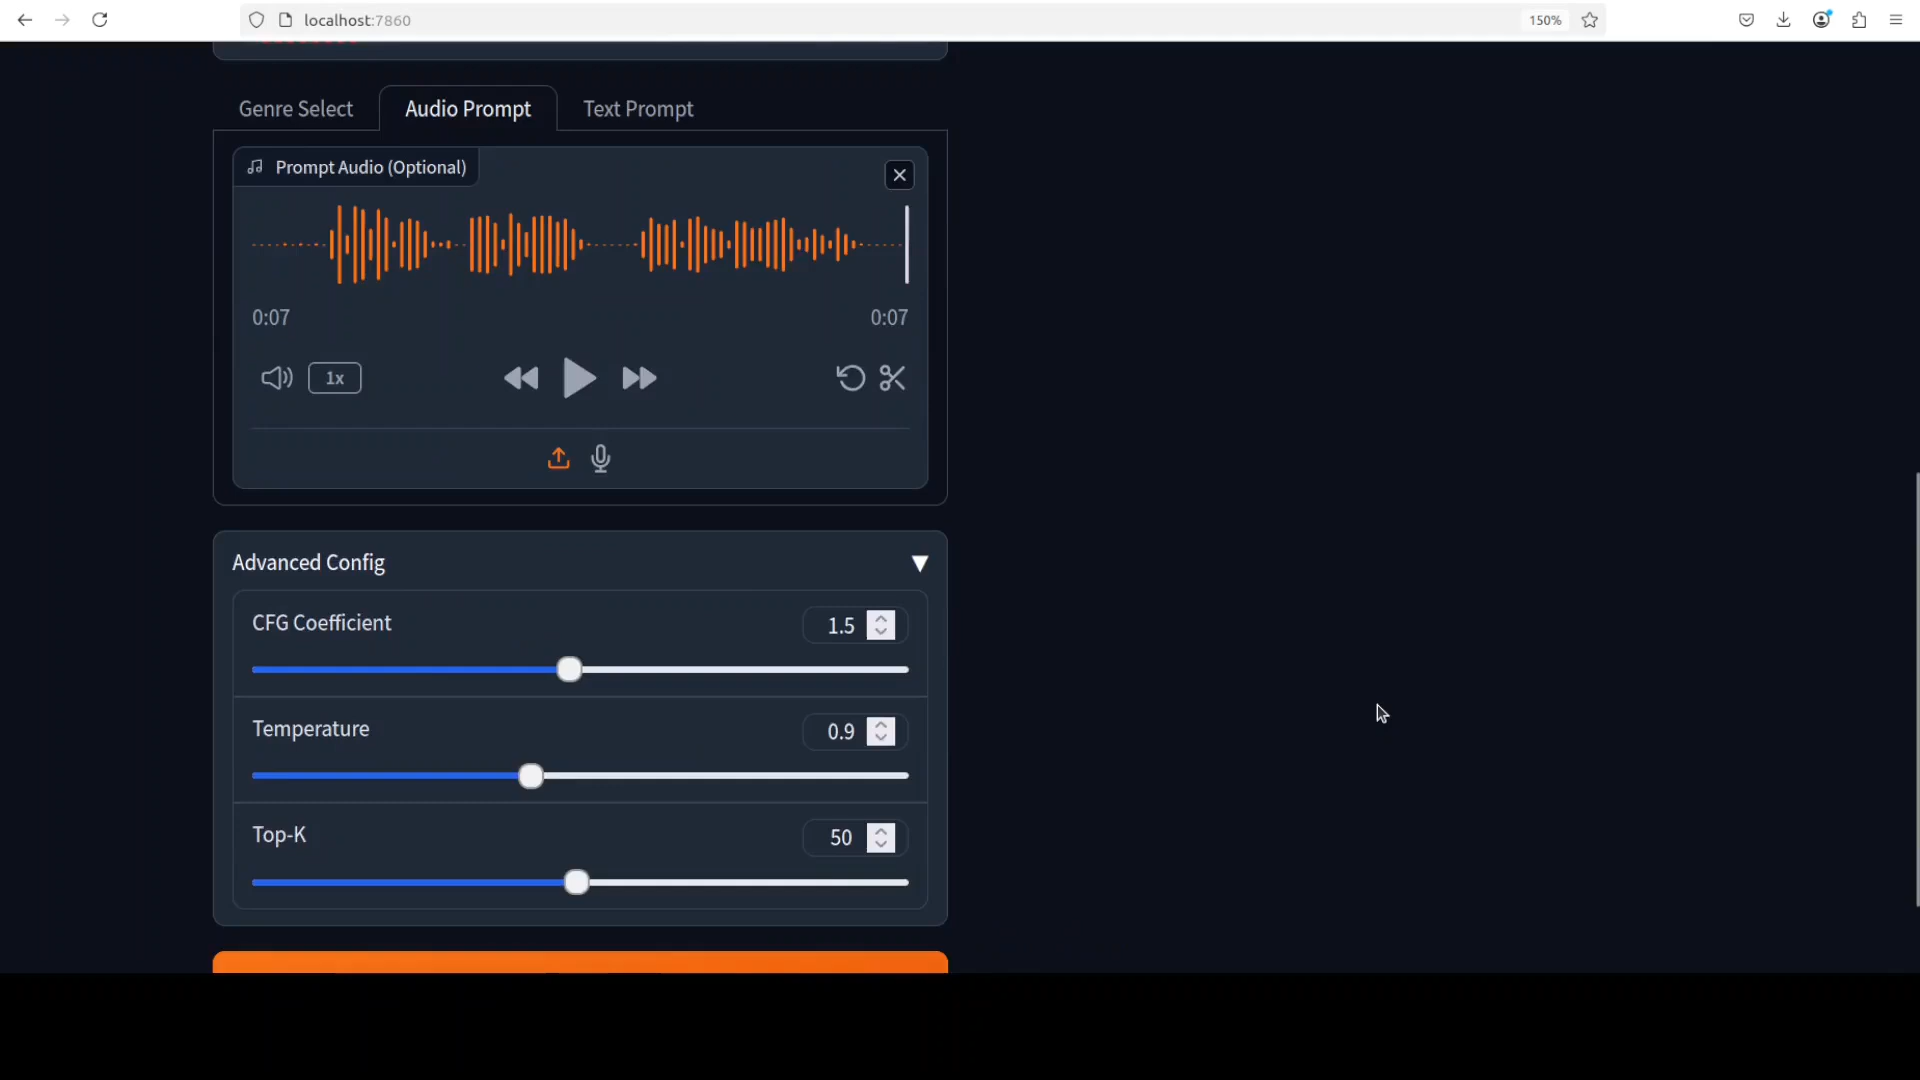 localhost:7860
150%
Genre Select
Audio Prompt
Text Prompt
Prompt Audio (Optional)
0:07
0:07
1x
Advanced Config
CFG Coefficient
1.5
Temperature
0.9
Top-K
50